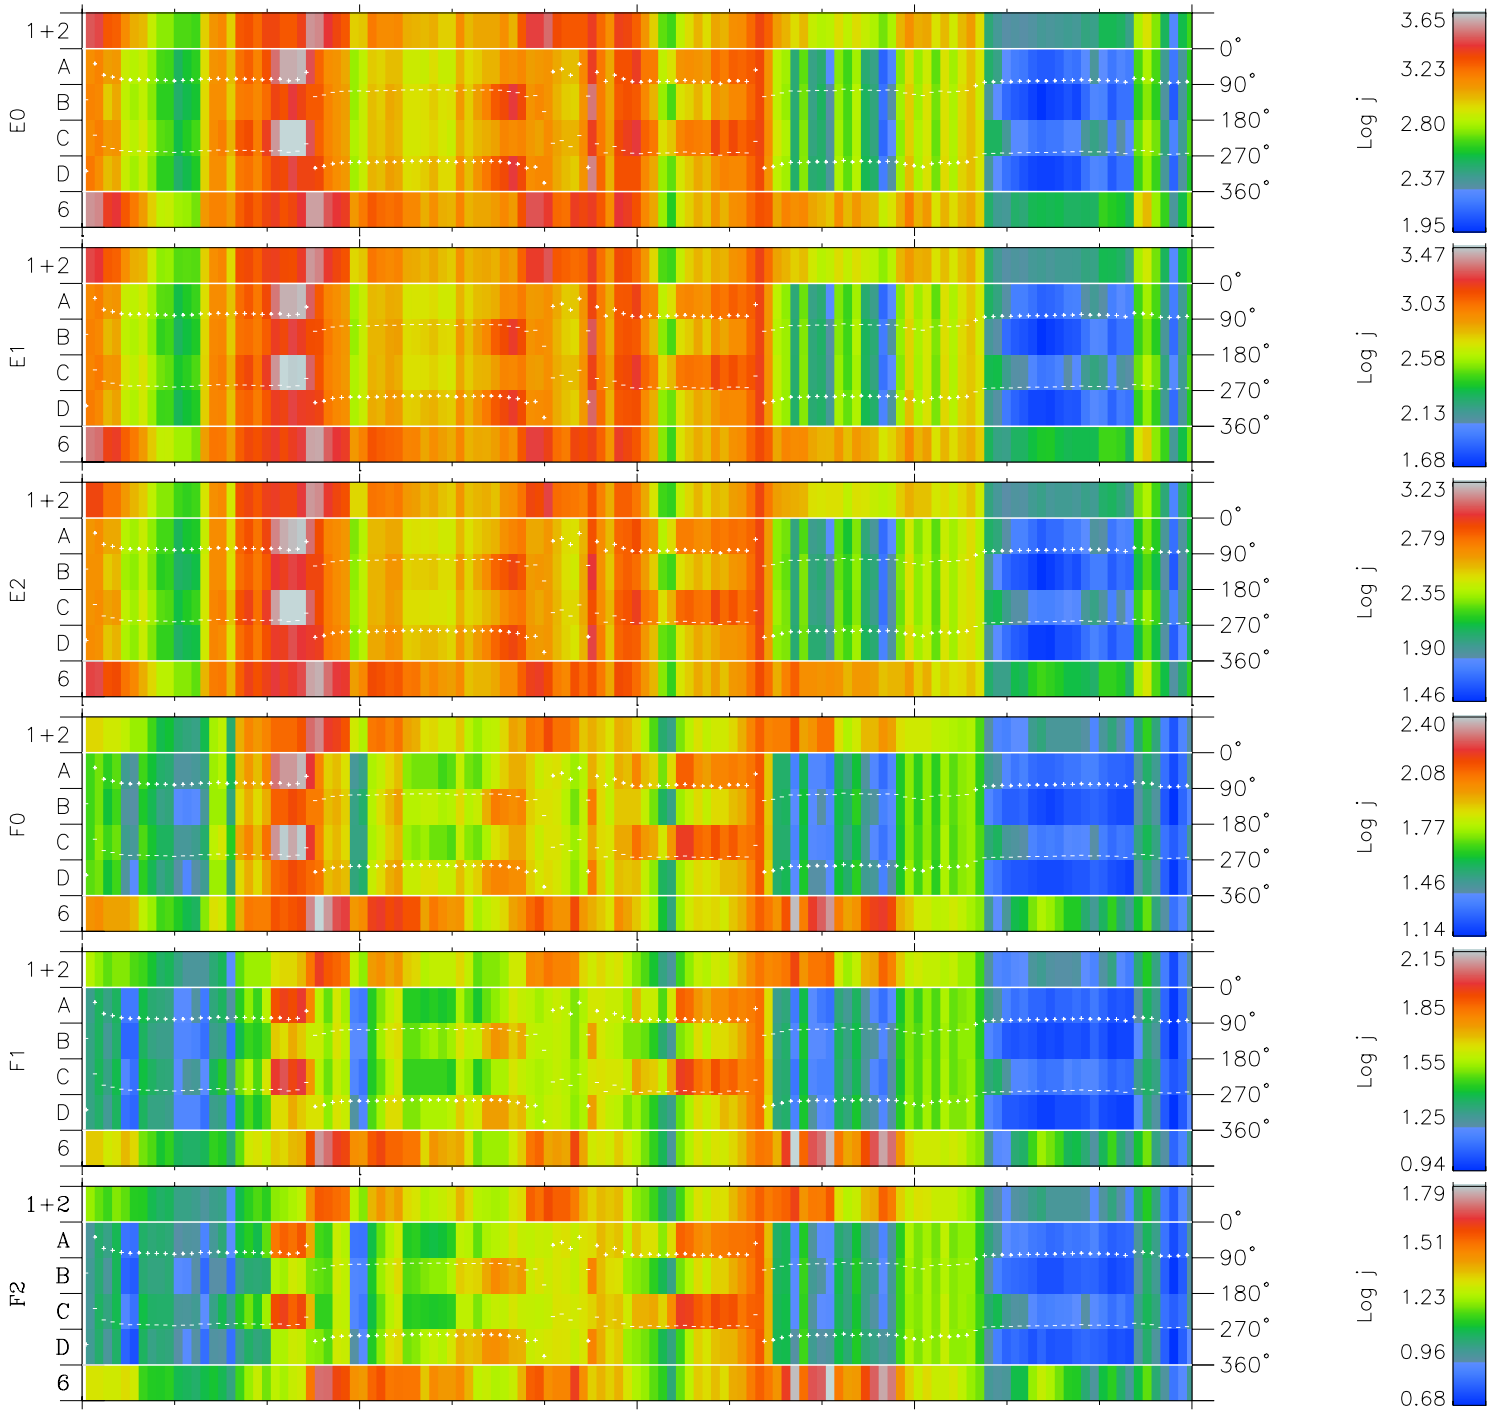 E0
1+2
A
B
C
D
6
0°
90°
180°
270°
360°
Log j
3.65
3.23
2.80
2.37
1.95
E1
1+2
A
B
C
D
6
0°
90°
180°
270°
360°
Log j
3.47
3.03
2.58
2.13
1.68
E2
1+2
A
B
C
D
6
0°
90°
180°
270°
360°
Log j
3.23
2.79
2.35
1.90
1.46
F0
1+2
A
B
C
D
6
0°
90°
180°
270°
360°
Log j
2.40
2.08
1.77
1.46
1.14
F1
1+2
A
B
C
D
6
0°
90°
180°
270°
360°
Log j
2.15
1.85
1.55
1.25
0.94
F2
1+2
A
B
C
D
6
0°
90°
180°
270°
360°
Log j
1.79
1.51
1.23
0.96
0.68